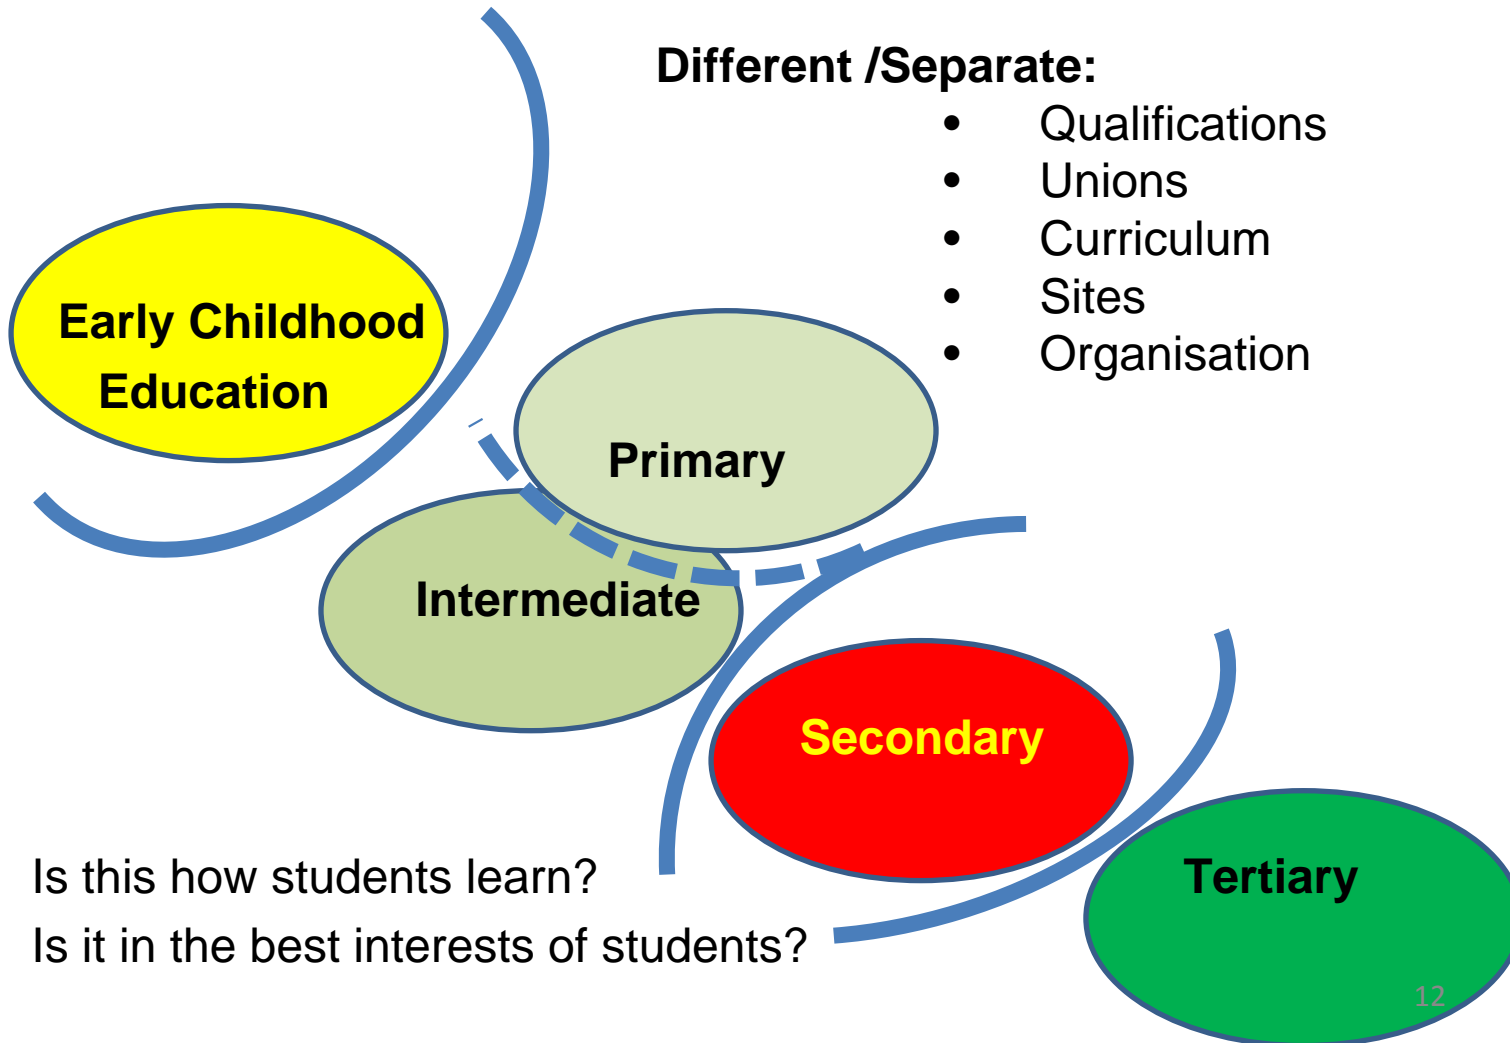 Different /Separate:
• Qualifications
• Unions
• Curriculum
• Sites
• Organisation
Early Childhood
Education
Primary
Intermediate
Secondary
Tertiary
Is this how students learn?
Is it in the best interests of students?
12